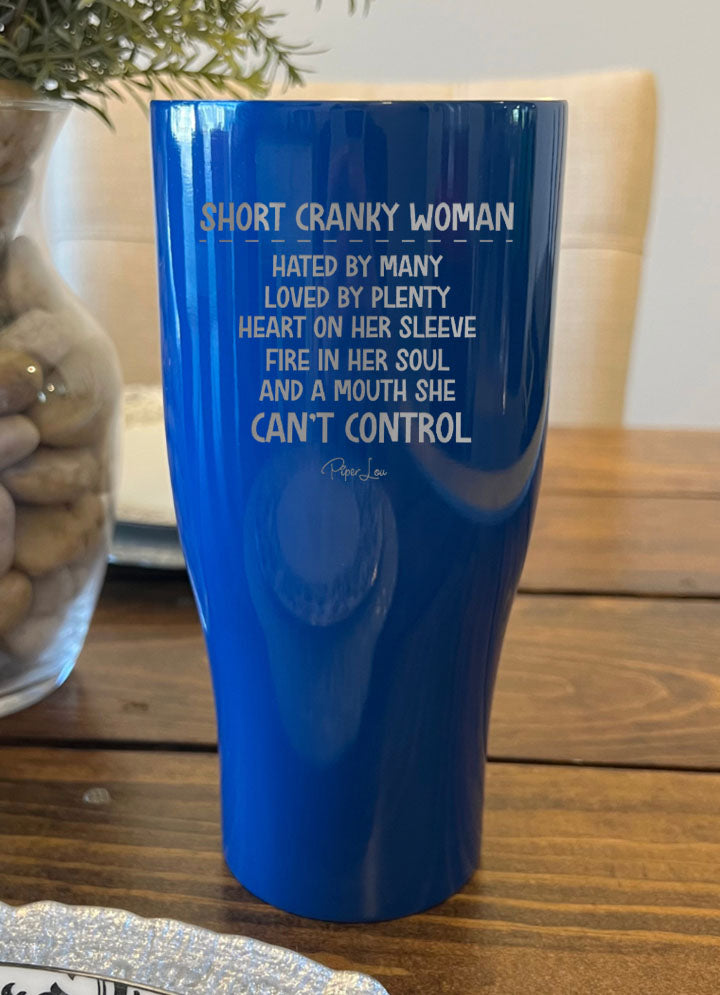 SHORT CRANKY WOMAN
HATED BY MANY
LOVED BY PLENTY
HEART ON HER SLEEVE
FIRE IN HER SOUL
AND A MOUTH SHE
CAN'T CONTROL
Piper Lou